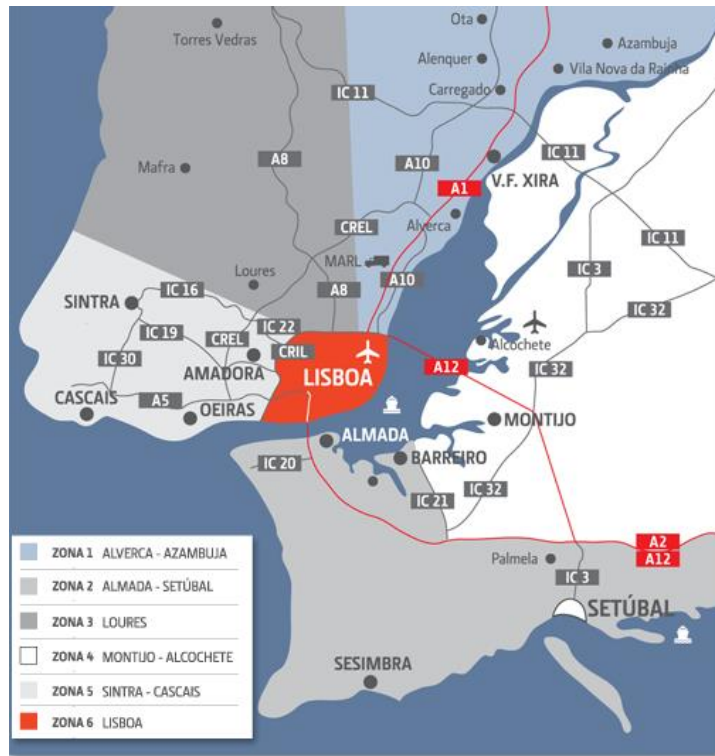 Ota
Torres Vedras
Azambuja
Alenquer
Vila Nova da Rainha
Carregado
IC 11
IC 11
A8
A10
V.F. XIRA
Mafra
A1
Alverca
CREL
IC 11
MARL
IC 3
Loures
A10
IC 16
A8
SINTRA
IC 32
IC 22
IC 19
CREL
CRIL
Alcochete
IC 30
AMADORA
LISBOA
A12
IC 32
CASCAIS
A5
OEIRAS
MONTIJO
ALMADA
BARREIRO
IC 20
IC 21
IC 32
A2
A12
Palmela
IC 3
SETÚBAL
SESIMBRA
ZONA 1 ALVERCA - AZAMBUJA
ZONA 2 ALMADA - SETÚBAL
ZONA 3 LOURES
ZONA 4 MONTIJO - ALCOCHETE
ZONA 5 SINTRA - CASCAIS
ZONA 6 LISBOA